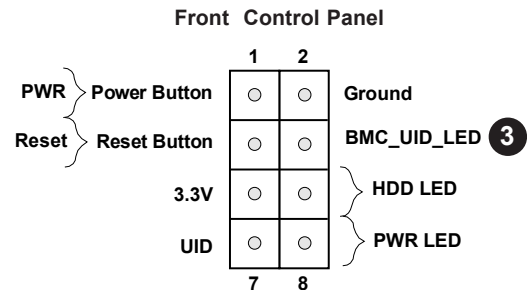 Front Control Panel
1 2
PWR Power Button Ground
Reset Reset Button BMC_UID_LED 3
3.3V HDD LED
UID PWR LED
7 8